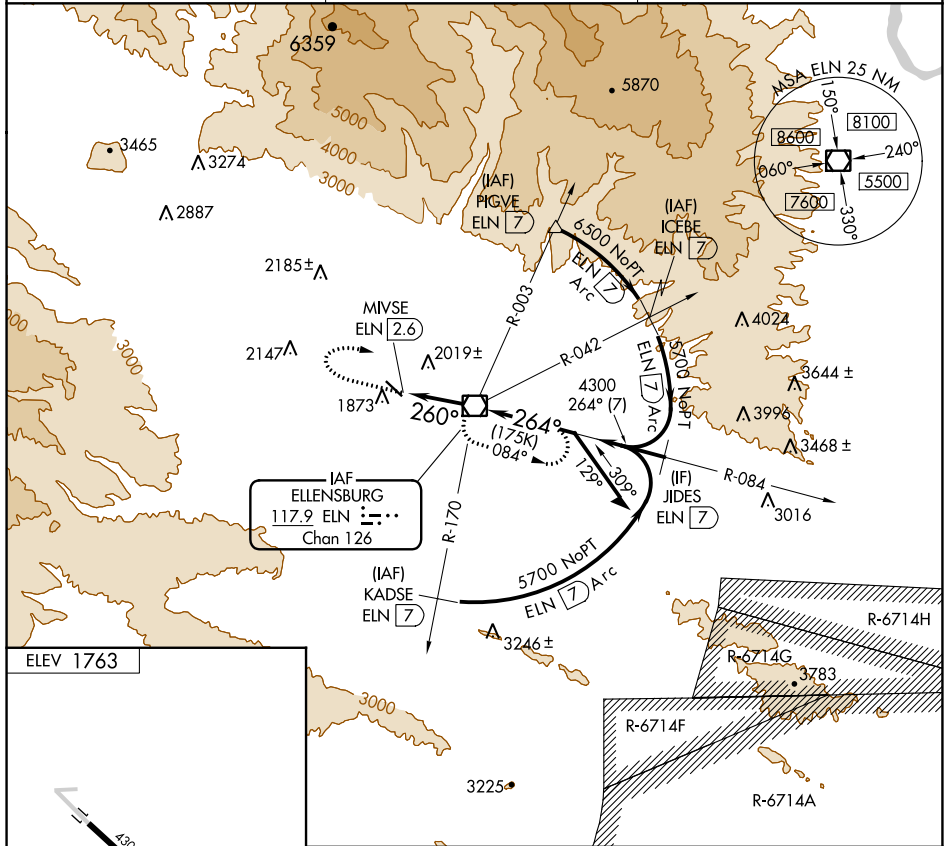 6359
5870
MSA ELN 25 NM
150°
8600
8100
060°
240°
5500
7600
330°
5000
4000
3000
3465
3274
2887
2185±
(IAF)
PIGVE
ELN 7
6500 NoPT
ELN 7
Arc
(IAF)
ICEBE
ELN 7
R-003
R-042
MIVSE
ELN 2.6
2147
2019±
1873
3000
3000
4024
3644 ±
3996
3468 ±
5700 NoPT
ELN 7 Arc
4300
264° (7)
260°
264°
(175K)
084°
129°
309°
(IF)
JIDES
ELN 7
R-084
3016
IAF
ELLENSBURG
117.9 ELN
Chan 126
R-170
(IAF)
KADSE
ELN 7
5700 NoPT
ELN 7 Arc
3246 ±
R-6714H
R-6714G
3783
R-6714F
R-6714A
ELEV 1763
3000
3225
430